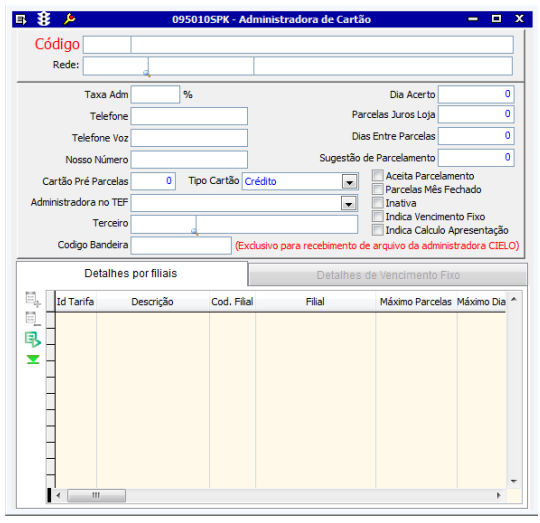 095010SPK - Administradora de Cartão
Código
Rede:
Taxa Adm % Dia Acerto 0
Telefone Parcelas Juros Loja 0
Telefone Voz Dias Entre Parcelas 0
Nosso Número Sugestão de Parcelamento 0
Cartão Pré Parcelas 0 Tipo Cartão Crédito Aceita Parcelamento
Parcelas Mês Fechado
Administradora no TEF Inativa
Indica Vencimento Fixo
Terceiro Indica Calculo Apresentação
Codigo Bandeira (Exclusivo para recebimento de arquivo da administradora CIELO)
Detalhes por filiais Detalhes de Vencimento Fixo
Id Tarifa Descrição Cod. Filial Filial Máximo Parcelas Máximo Dia